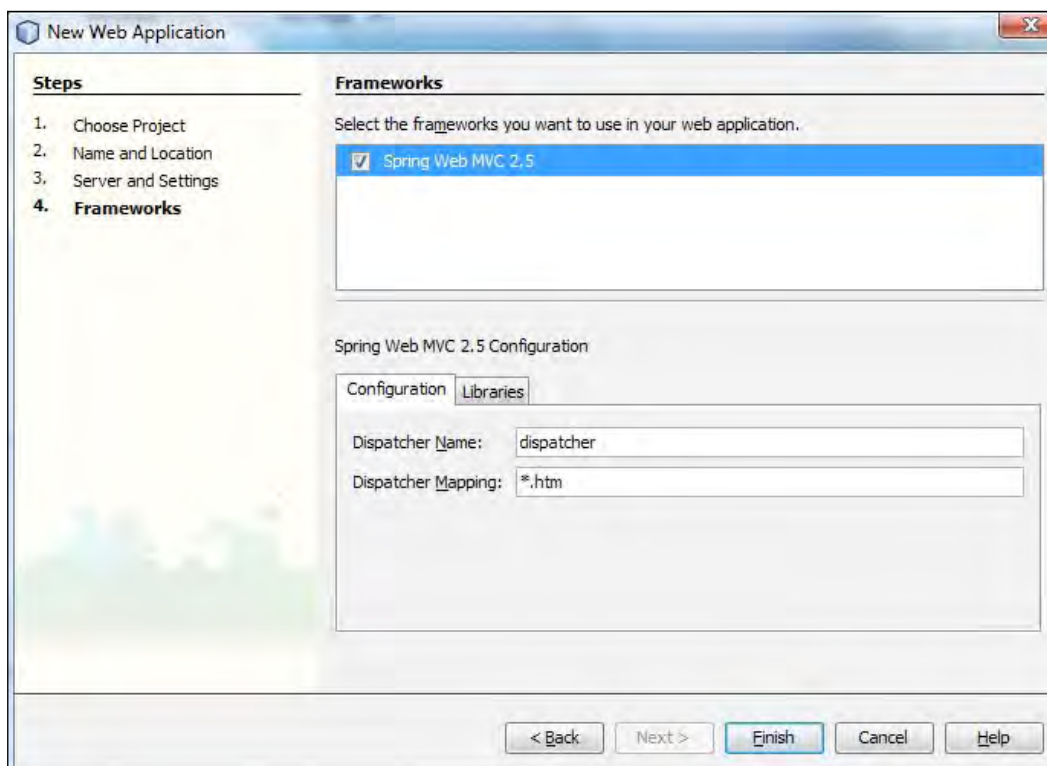 New Web Application
Steps
1. Choose Project
2. Name and Location
3. Server and Settings
4. Frameworks
Frameworks
Select the frameworks you want to use in your web application.
Spring Web MVC 2.5
Spring Web MVC 2.5 Configuration
Configuration Libraries
Dispatcher Name: dispatcher
Dispatcher Mapping: *.htm
< Back Next > Finish Cancel Help